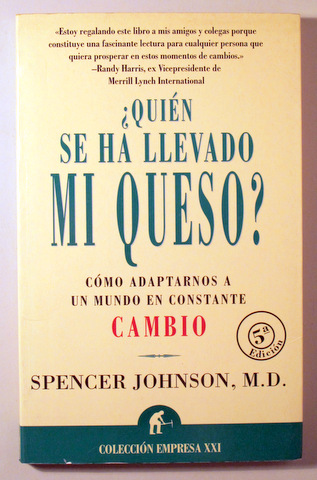 «Estoy regalando este libro a mis amigos y colegas porque
constituye una fascinante lectura para cualquier persona que
quiera prosperar en estos momentos de cambios.»
–Randy Harris, ex Vicepresidente de
Merrill Lynch International
¿QUIÉN
SE HA LLEVADO
MI QUESO?
CÓMO ADAPTARNOS A
UN MUNDO EN CONSTANTE
CAMBIO
5ª
Edición
SPENCER JOHNSON, M.D.
COLECCIÓN EMPRESA XXI